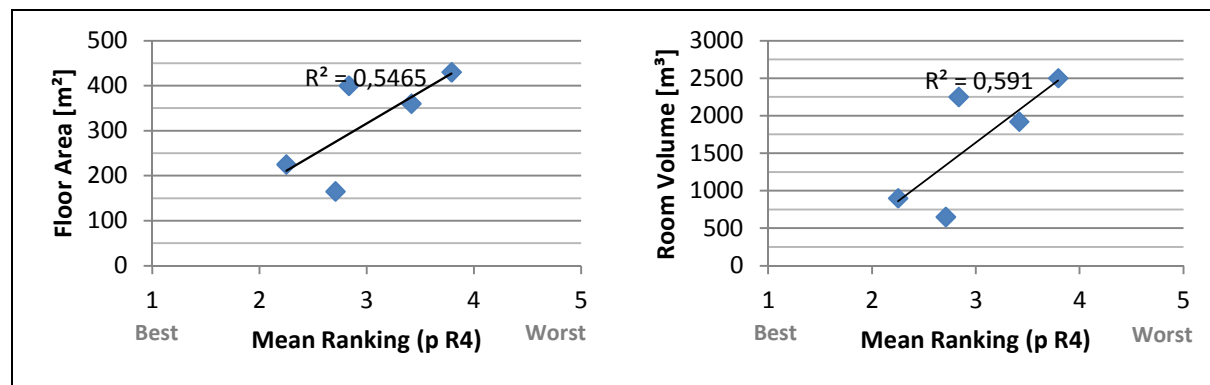 Floor Area [m²]
500
400
300
200
100
0
R² = 0,5465
1 2 3 4 5
Best Mean Ranking (p R4) Worst
Room Volume [m³]
3000
2500
2000
1500
1000
500
0
R² = 0,591
1 2 3 4 5
Best Mean Ranking (p R4) Worst